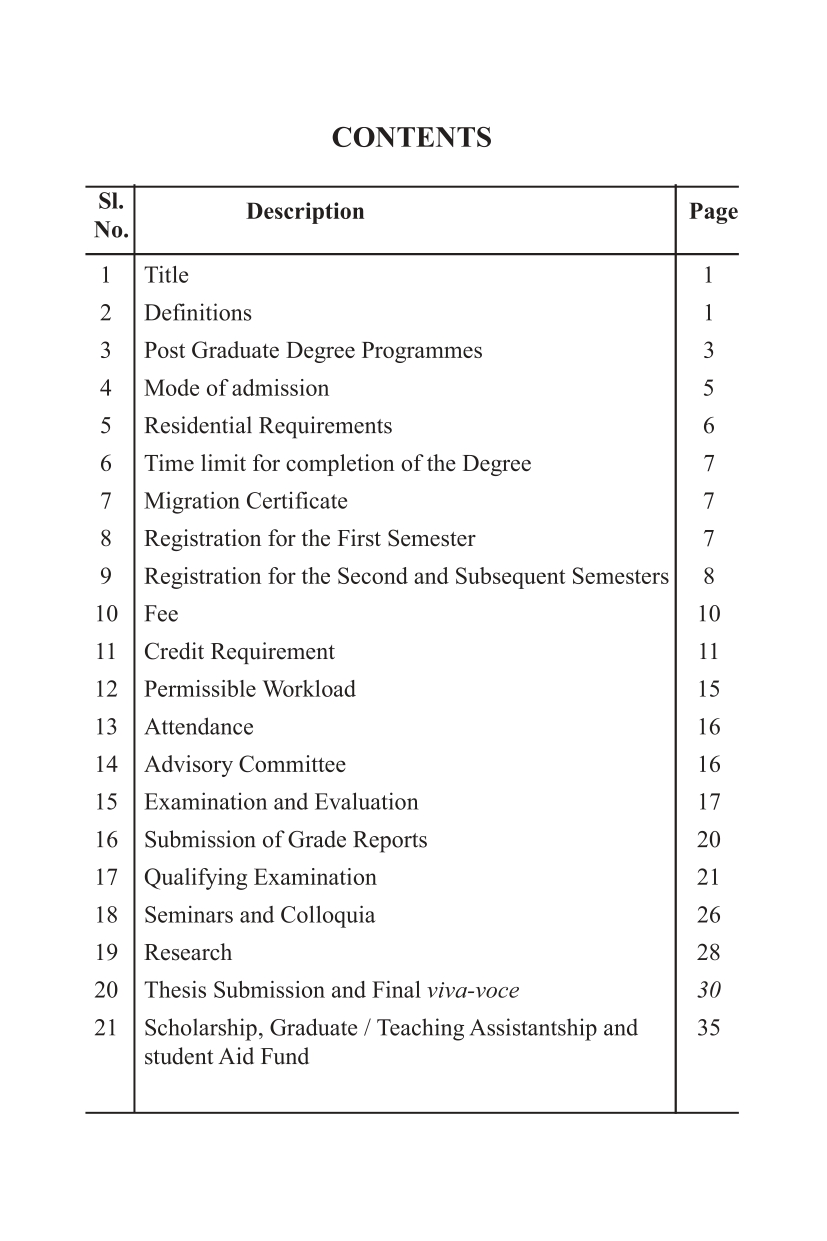 CONTENTS
Sl. No. Description Page
1 Title 1
2 Definitions 1
3 Post Graduate Degree Programmes 3
4 Mode of admission 5
5 Residential Requirements 6
6 Time limit for completion of the Degree 7
7 Migration Certificate 7
8 Registration for the First Semester 7
9 Registration for the Second and Subsequent Semesters 8
10 Fee 10
11 Credit Requirement 11
12 Permissible Workload 15
13 Attendance 16
14 Advisory Committee 16
15 Examination and Evaluation 17
16 Submission of Grade Reports 20
17 Qualifying Examination 21
18 Seminars and Colloquia 26
19 Research 28
20 Thesis Submission and Final viva-voce 30
21 Scholarship, Graduate / Teaching Assistantship and 35
student Aid Fund